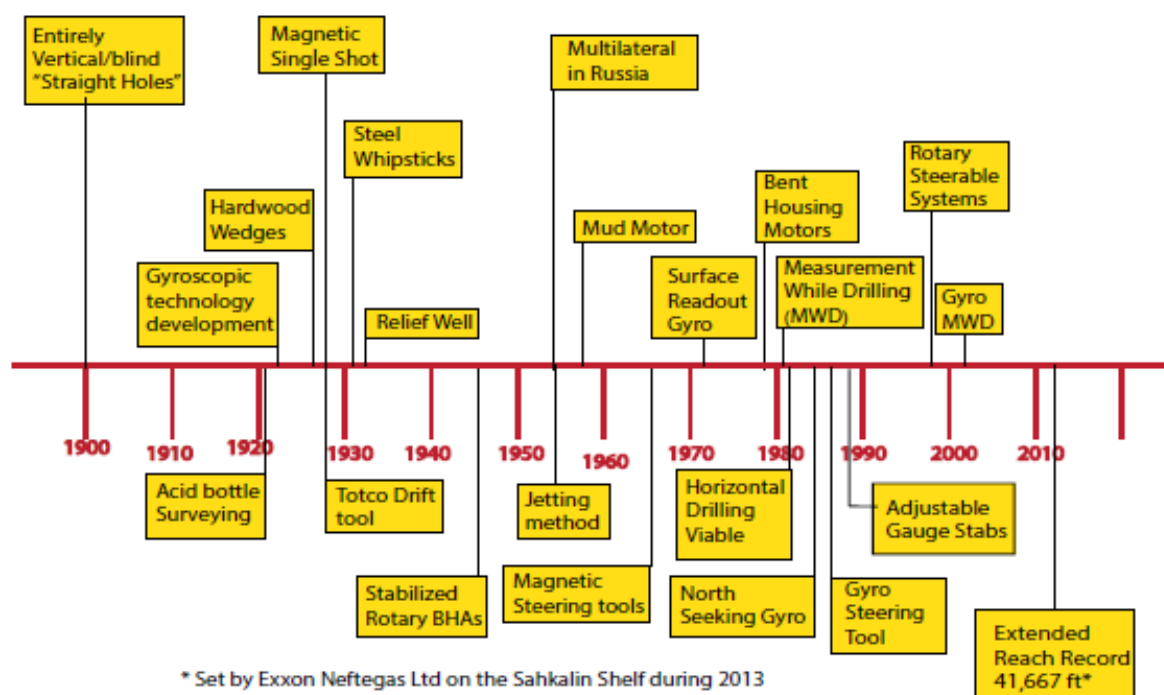 Entirely
Vertical/blind
"Straight Holes"
Magnetic
Single Shot
Multilateral
in Russia
Steel
Whipsticks
Rotary
Steerable
Systems
Bent
Housing
Motors
Hardwood
Wedges
Mud Motor
Gyroscopic
technology
development
Surface
Readout
Gyro
Measurement
While Drilling
(MWD)
Gyro
MWD
Relief Well
1900
1910
1920
1930
1940
1950
1960
1970
1980
1990
2000
2010
Acid bottle
Surveying
Totco Drift
tool
Jetting
method
Horizontal
Drilling
Viable
Adjustable
Gauge Stabs
Stabilized
Rotary BHAs
Magnetic
Steering tools
North
Seeking Gyro
Gyro
Steering
Tool
Extended
Reach Record
41,667 ft*
* Set by Exxon Neftegas Ltd on the Sahkalin Shelf during 2013